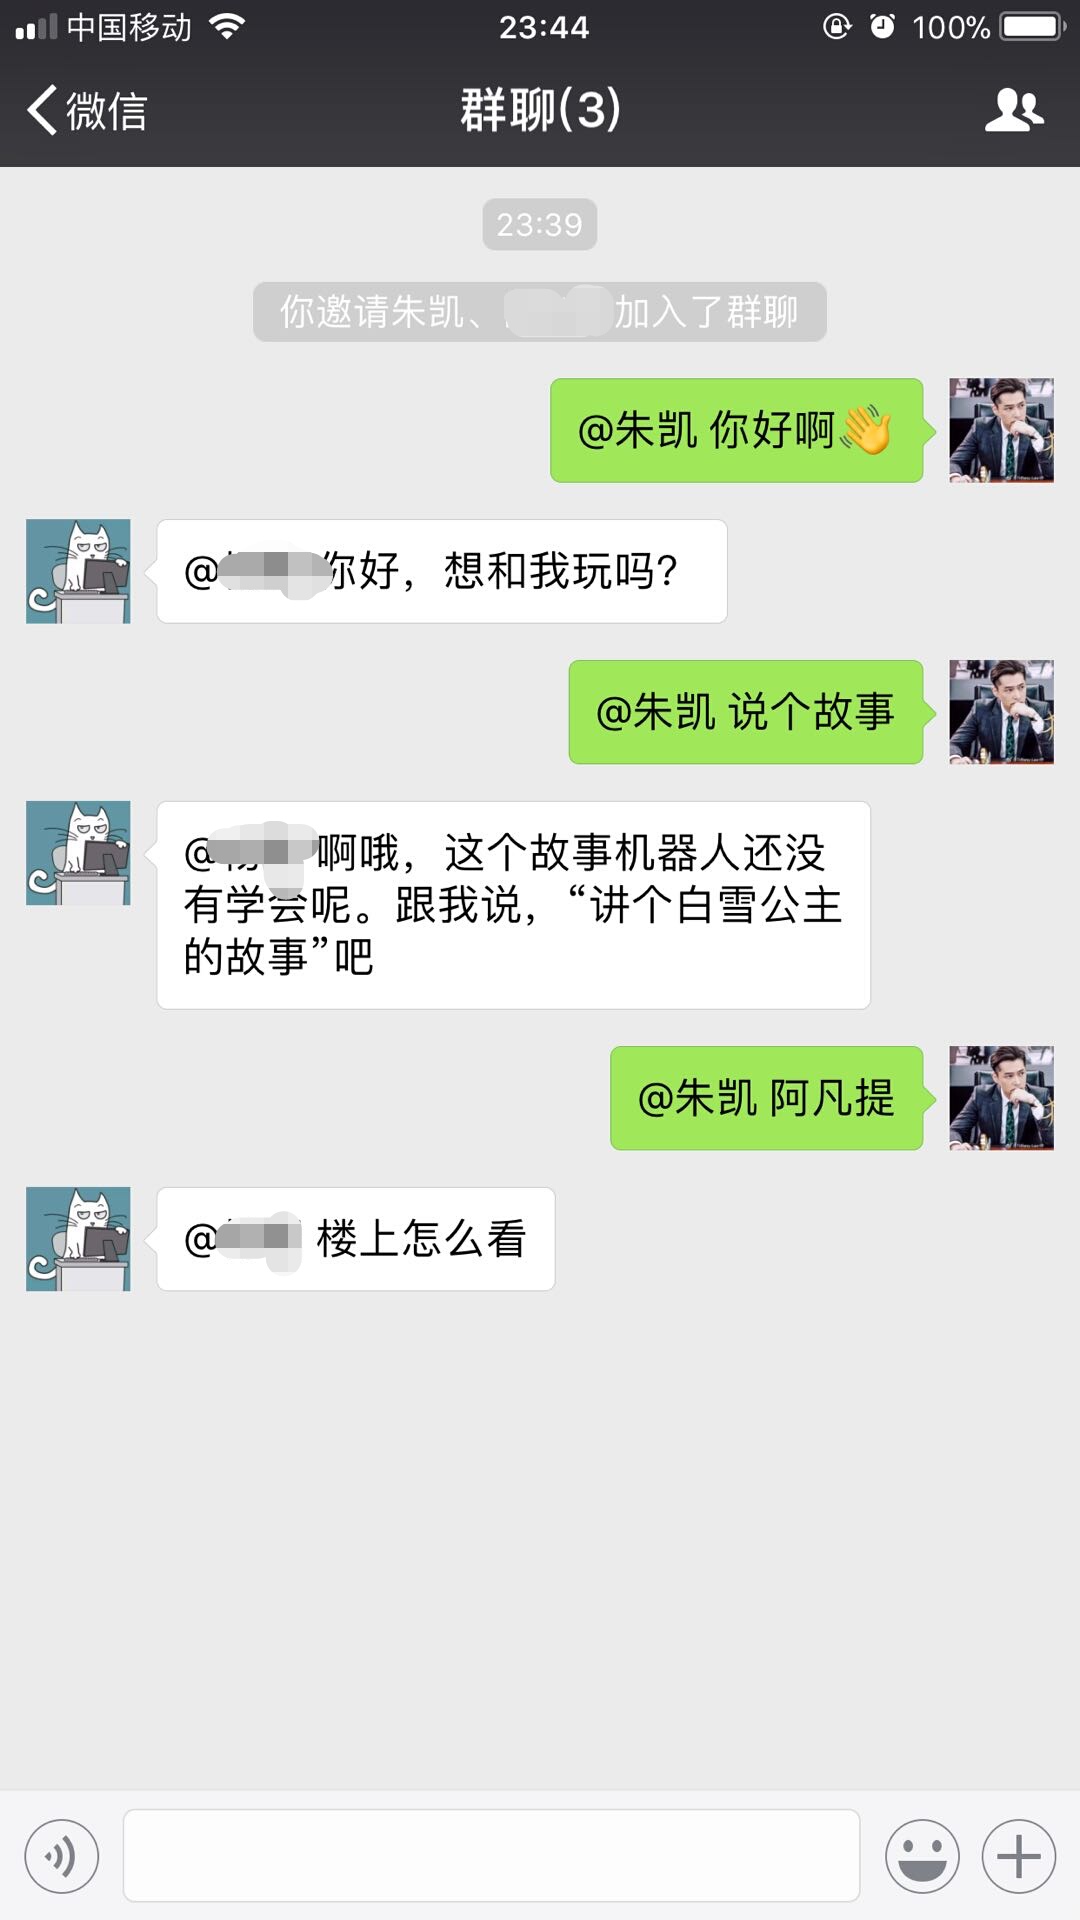 中国移动 23:44 100%
微信 群聊(3)
23:39
你邀请朱凯、加入了群聊
@朱凯 你好啊👋
@你好，想和我玩吗？
@朱凯 说个故事
@啊哦，这个故事机器人还没
有学会呢。跟我说，“讲个白雪公主
的故事”吧
@朱凯 阿凡提
@ 楼上怎么看